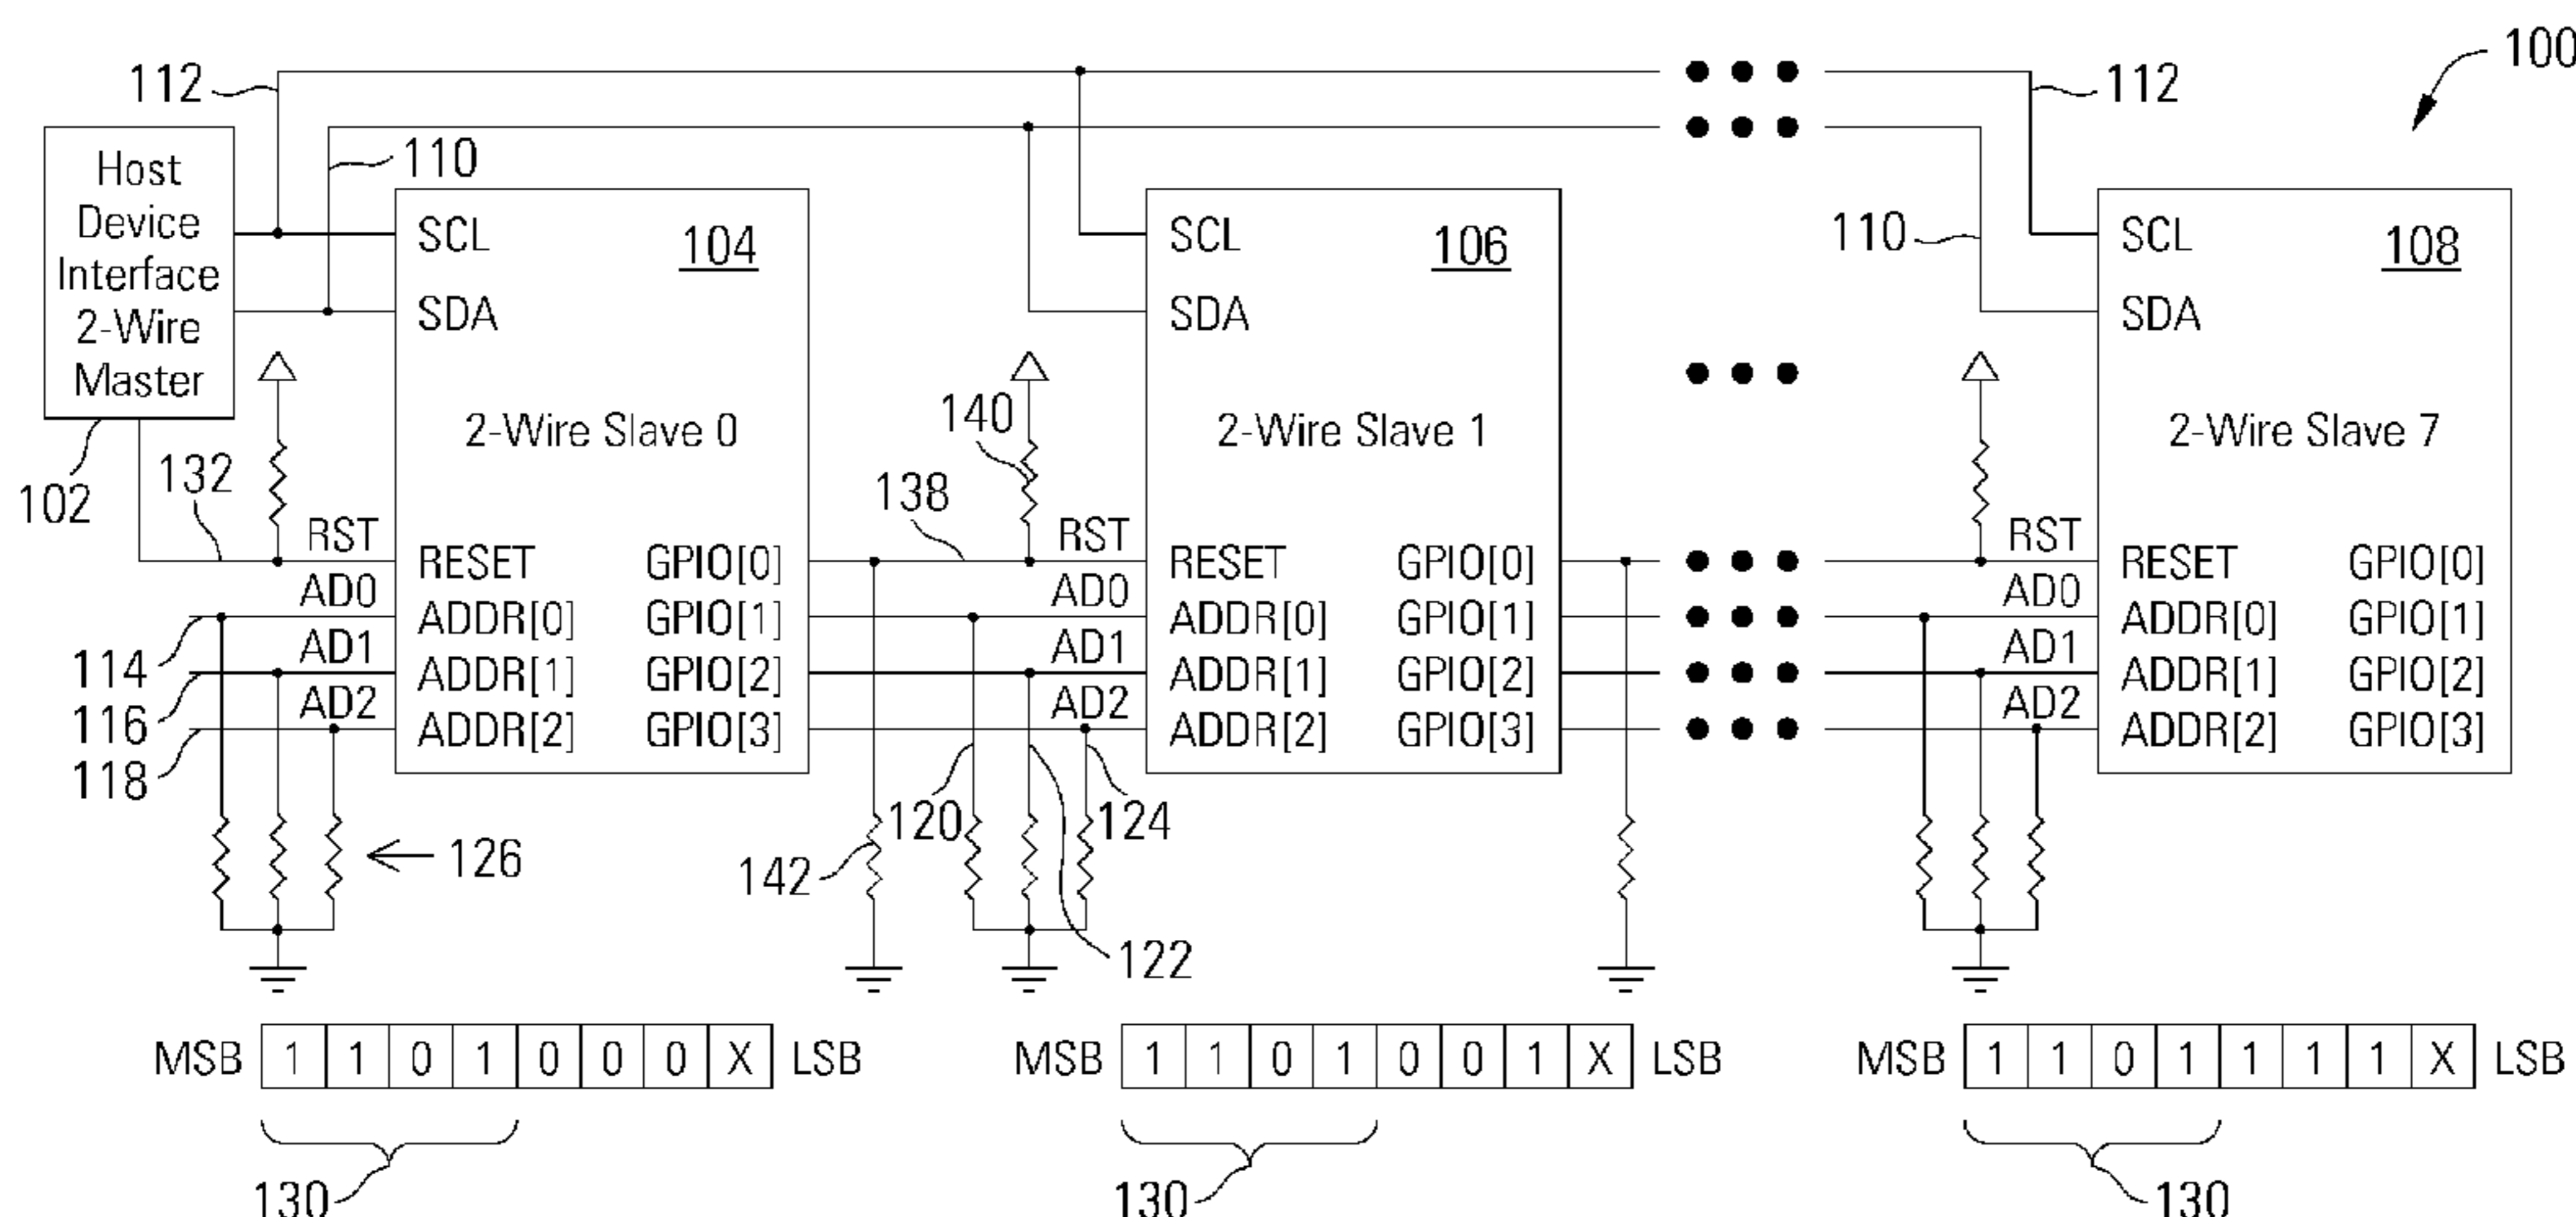 100
112
112
110
Host
Device
Interface
2-Wire
Master
102
132
SCL
104
SDA
2-Wire Slave 0
RST
RESET
GPIO[0]
AD0
ADDR[0]
GPIO[1]
AD1
ADDR[1]
GPIO[2]
AD2
ADDR[2]
GPIO[3]
114
116
118
126
140
138
SCL
106
SDA
2-Wire Slave 1
RST
RESET
GPIO[0]
AD0
ADDR[0]
GPIO[1]
AD1
ADDR[1]
GPIO[2]
AD2
ADDR[2]
GPIO[3]
142
120
124
122
110
SCL
108
SDA
2-Wire Slave 7
RST
RESET
GPIO[0]
AD0
ADDR[0]
GPIO[1]
AD1
ADDR[1]
GPIO[2]
AD2
ADDR[2]
GPIO[3]
MSB 1 1 0 1 0 0 0 X LSB
MSB 1 1 0 1 0 0 1 X LSB
MSB 1 1 0 1 1 1 1 X LSB
130
130
130